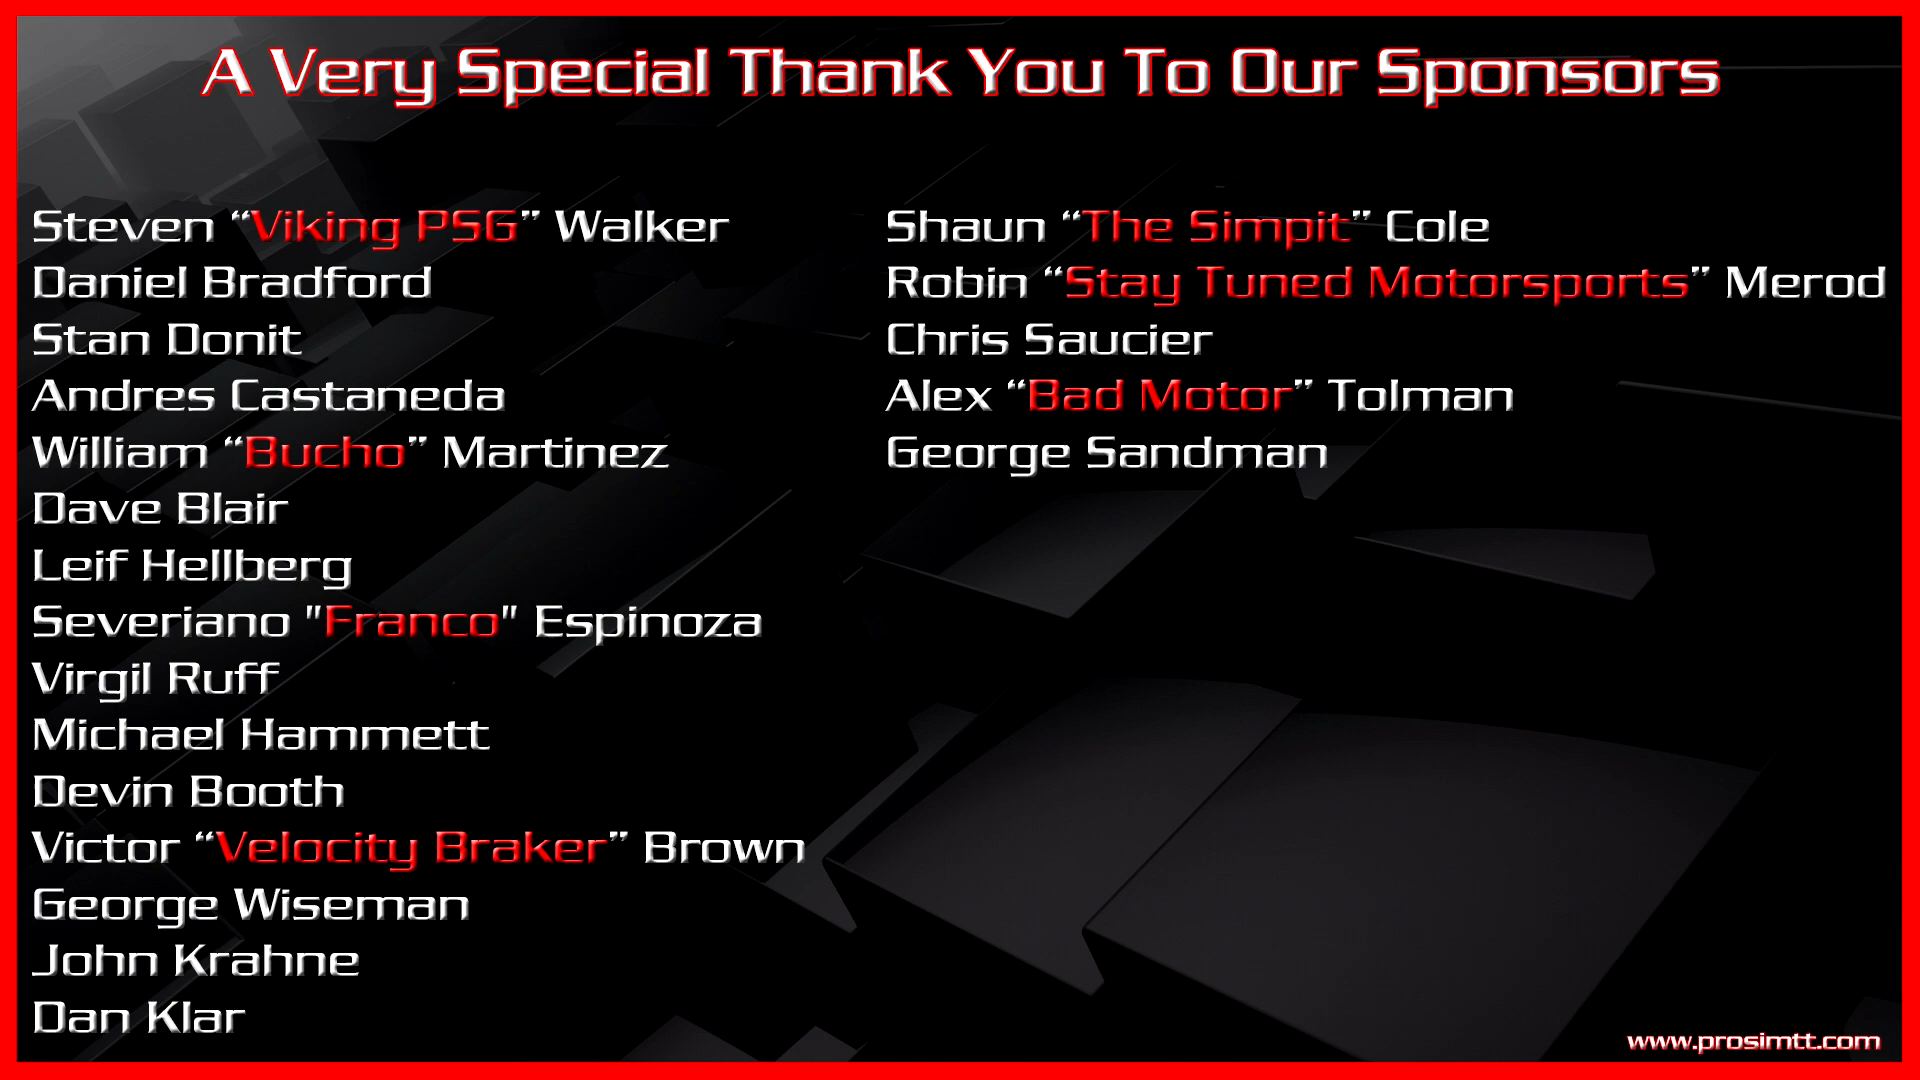 A Very Special Thank You To Our Sponsors
Steven “Viking PSG” Walker
Daniel Bradford
Stan Donit
Andres Castaneda
William “Bucho” Martinez
Dave Blair
Leif Hellberg
Severiano "Franco" Espinoza
Virgil Ruff
Michael Hammett
Devin Booth
Victor “Velocity Braker” Brown
George Wiseman
John Krahne
Dan Klar
Shaun “The Simpit” Cole
Robin “Stay Tuned Motorsports” Merod
Chris Saucier
Alex “Bad Motor” Tolman
George Sandman
www.prosimtt.com